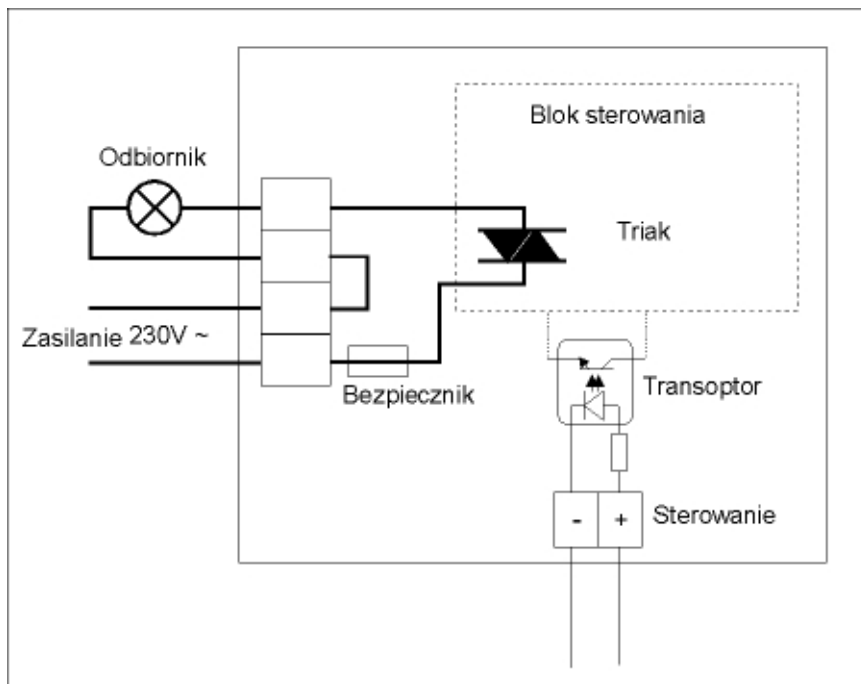 Blok sterowania
Odbiornik
Triak
Zasilanie 230V ~
Bezpiecznik
Transoptor
- +
Sterowanie